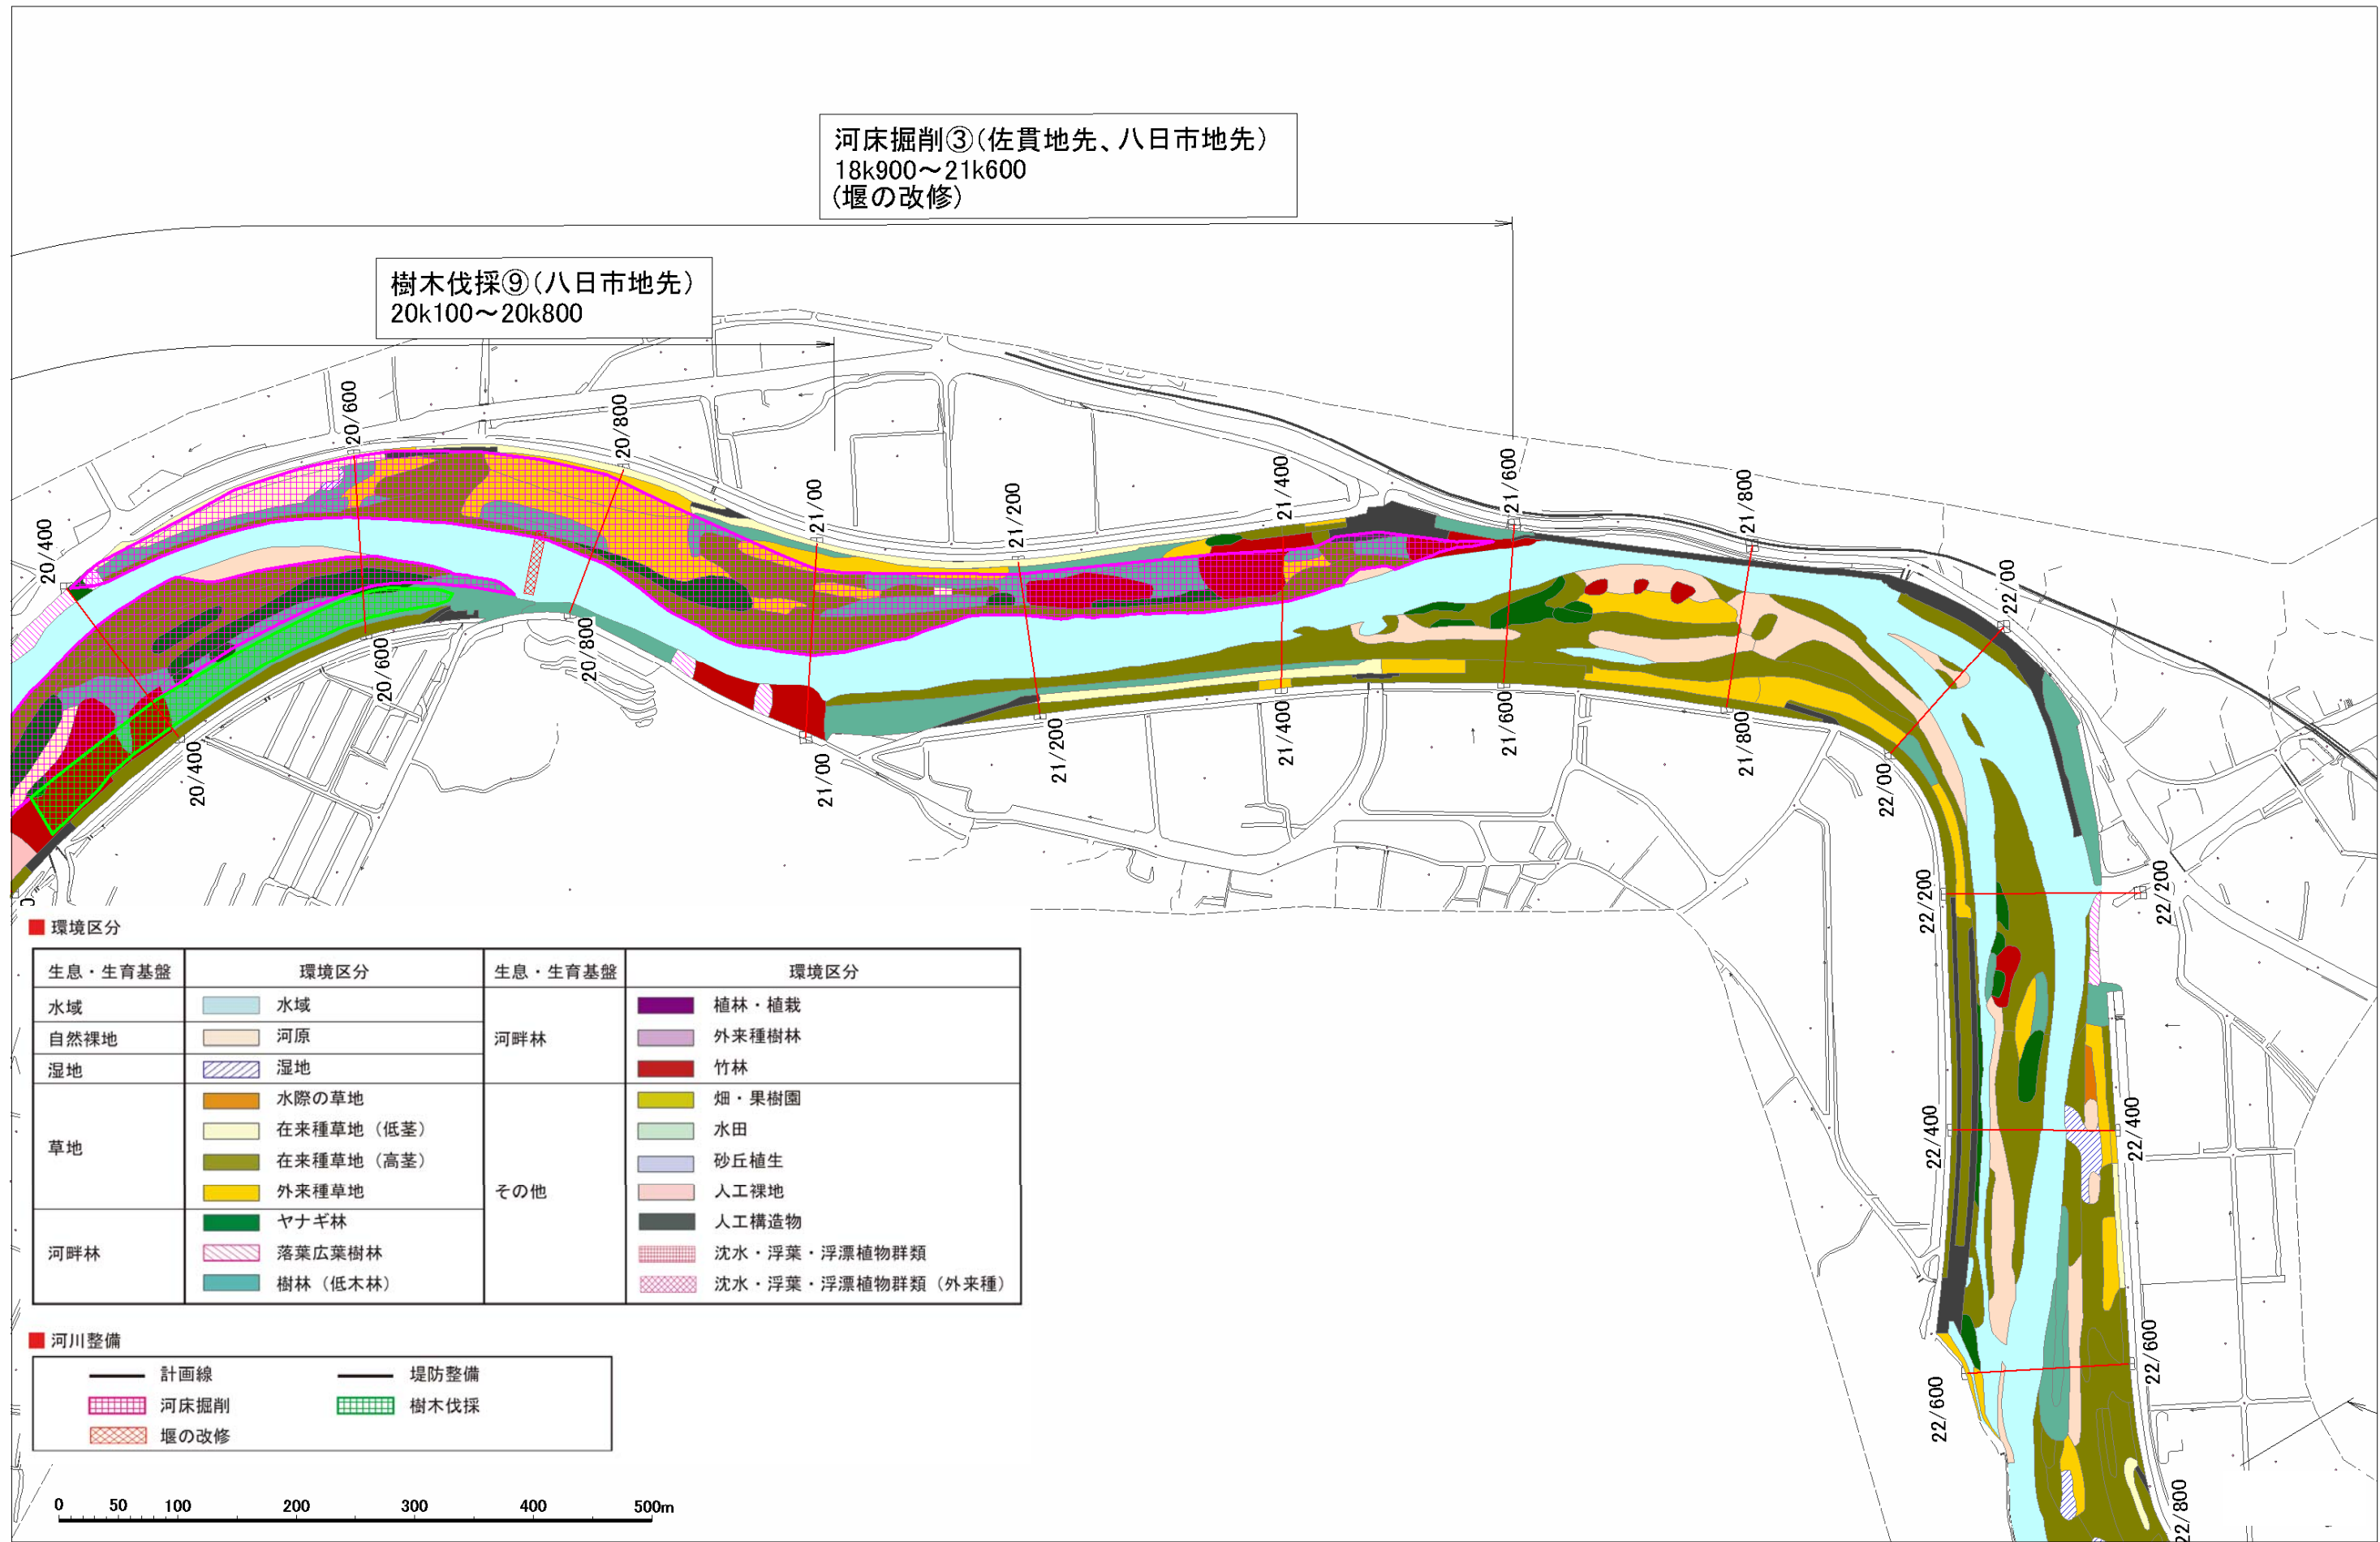 河床掘削③(佐貫地先、八日市地先)
18k900～21k600
(堰の改修)
樹木伐採⑨(八日市地先)
20k100～20k800
20/400
20/600
20/800
21/00
21/200
21/400
21/600
21/800
22/00
20/400
20/600
20/800
21/00
21/200
21/400
21/600
21/800
22/00
22/200
22/200
22/400
22/400
22/600
22/600
22/800
環境区分
生息・生育基盤 環境区分 生息・生育基盤 環境区分
水域 水域 河畔林 植林・植栽
自然裸地 河原 外来種樹林
湿地 湿地 竹林
草地 水際の草地 その他 畑・果樹園
在来種草地（低茎） 水田
在来種草地（高茎） 砂丘植生
外来種草地 人工裸地
河畔林 ヤナギ林 人工構造物
落葉広葉樹林 沈水・浮葉・浮漂植物群類
樹林（低木林） 沈水・浮葉・浮漂植物群類（外来種）
河川整備
計画線 堤防整備
河床掘削 樹木伐採
堰の改修
0 50 100 200 300 400 500m